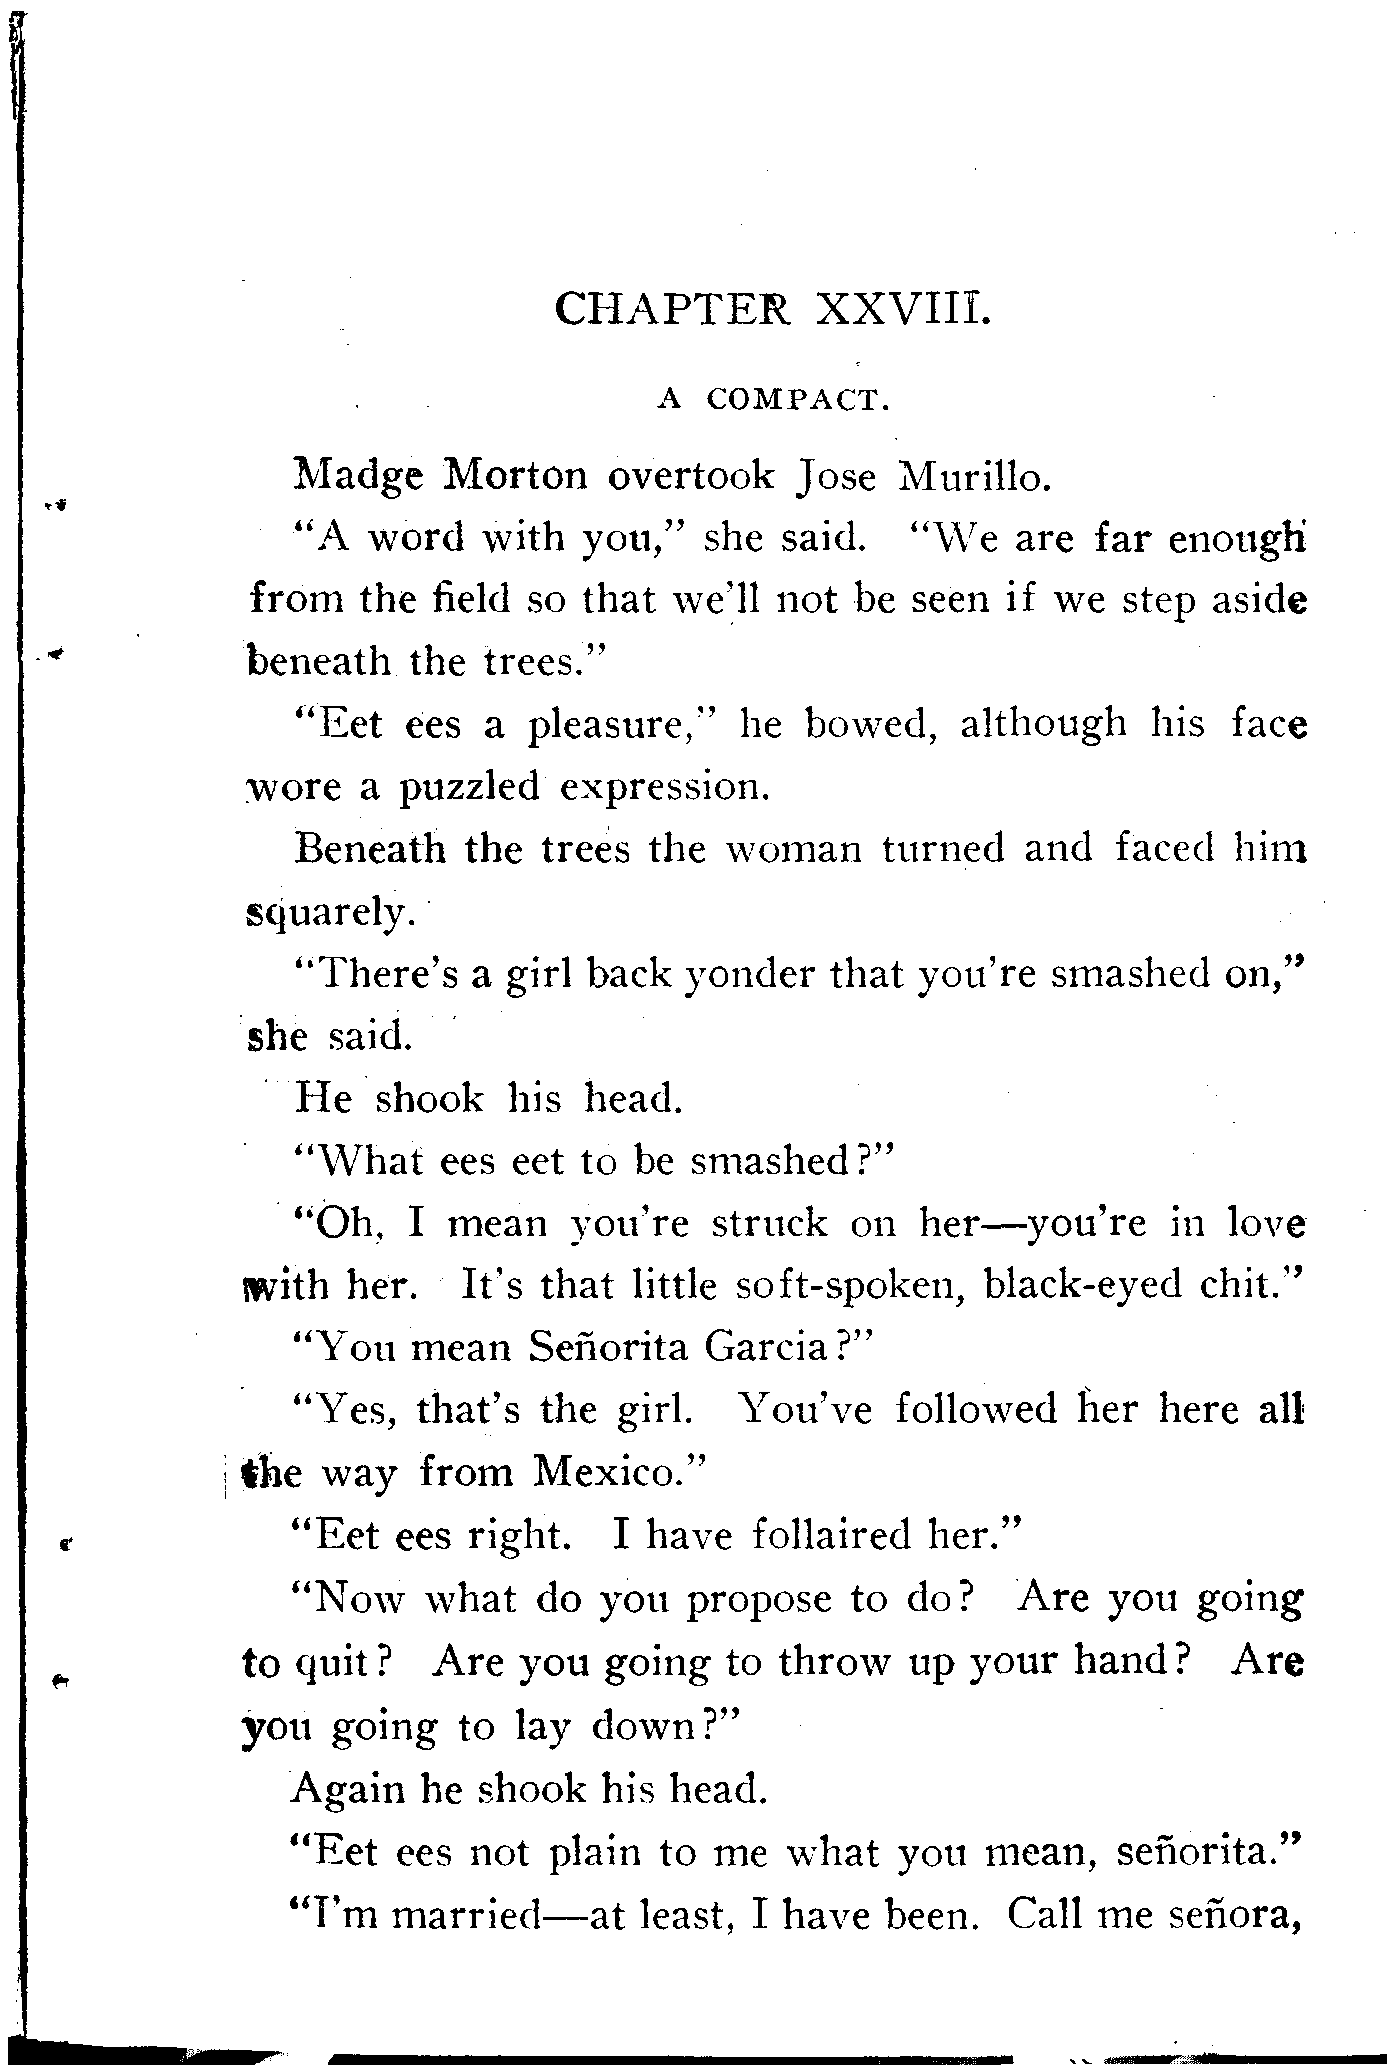 CHAPTER XXVIII.
A COMPACT.
Madge Morton overtook Jose Murillo.
“A word with you,” she said. “We are far enough
from the field so that we’ll not be seen if we step aside
beneath the trees.”
“Eet ees a pleasure,” he bowed, although his face
wore a puzzled expression.
Beneath the trees the woman turned and faced him
squarely.
“There’s a girl back yonder that you’re smashed on,”
she said.
He shook his head.
“What ees eet to be smashed?”
“Oh, I mean you’re struck on her—you’re in love
with her. It’s that little soft-spoken, black-eyed chit.”
“You mean Señorita Garcia?”
“Yes, that’s the girl. You’ve followed her here all
the way from Mexico.”
“Eet ees right. I have follaired her.”
“Now what do you propose to do? Are you going
to quit? Are you going to throw up your hand? Are
you going to lay down?”
Again he shook his head.
“Eet ees not plain to me what you mean, señorita.”
“I’m married—at least, I have been. Call me señora,